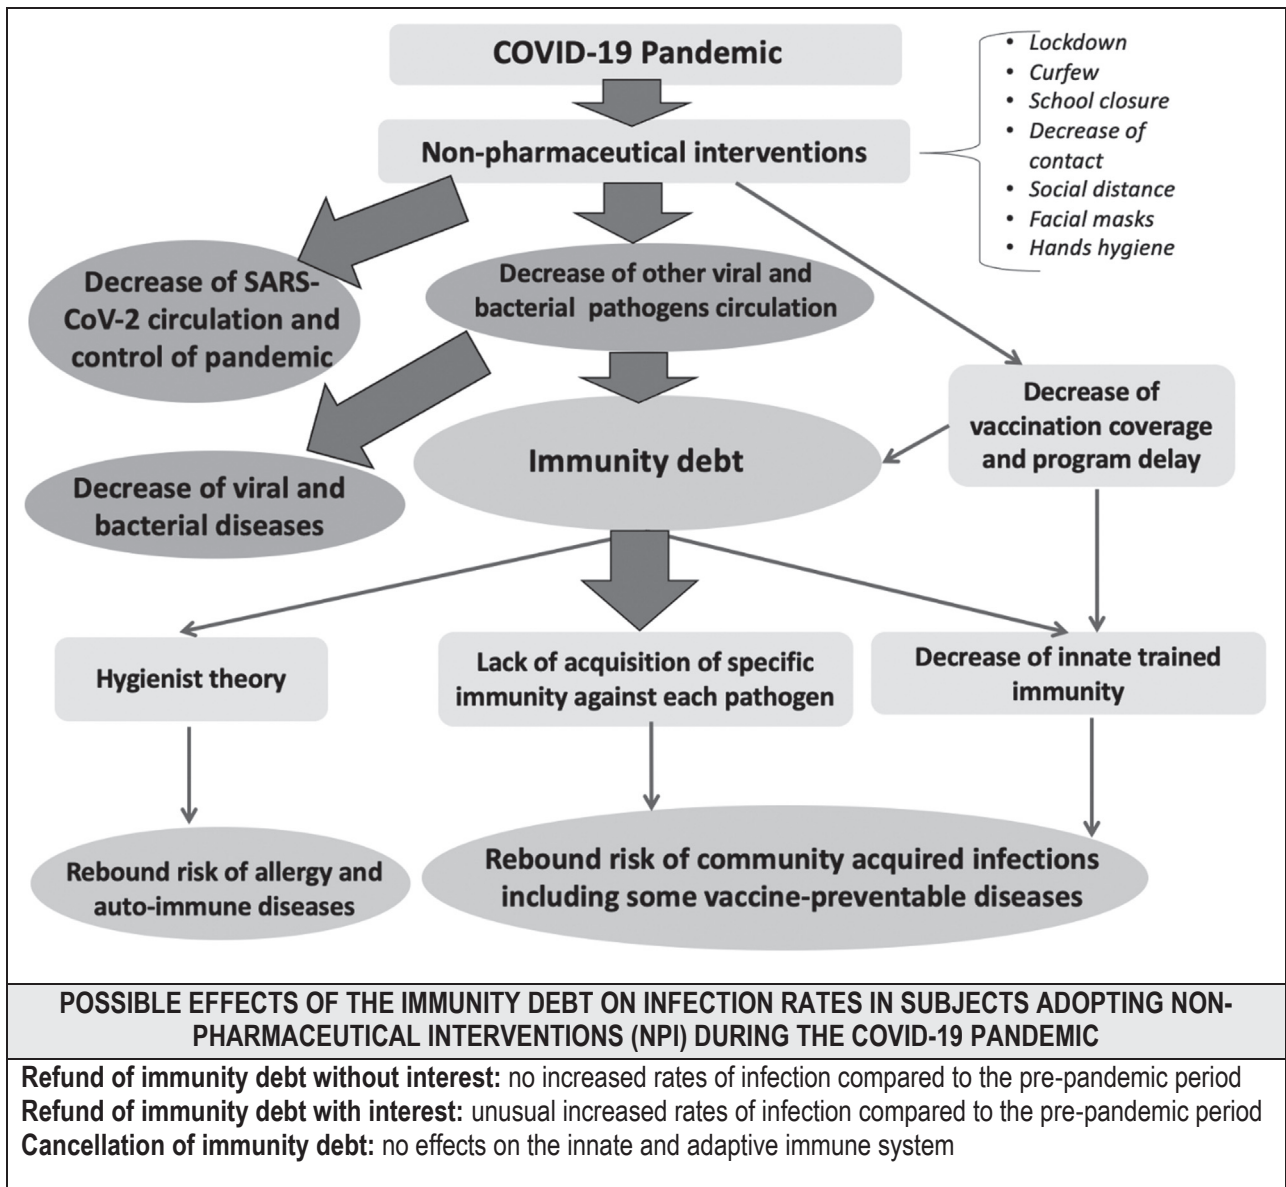 COVID-19 Pandemic
• Lockdown
• Curfew
• School closure
• Decrease of
contact
• Social distance
• Facial masks
• Hands hygiene
Non-pharmaceutical interventions
Decrease of SARS-
CoV-2 circulation and
control of pandemic
Decrease of other viral and
bacterial pathogens circulation
Decrease of
vaccination coverage
and program delay
Immunity debt
Decrease of viral and
bacterial diseases
Hygienist theory
Lack of acquisition of specific
immunity against each pathogen
Decrease of innate trained
immunity
Rebound risk of allergy and
auto-immune diseases
Rebound risk of community acquired infections
including some vaccine-preventable diseases
POSSIBLE EFFECTS OF THE IMMUNITY DEBT ON INFECTION RATES IN SUBJECTS ADOPTING NON-
PHARMACEUTICAL INTERVENTIONS (NPI) DURING THE COVID-19 PANDEMIC
Refund of immunity debt without interest: no increased rates of infection compared to the pre-pandemic period
Refund of immunity debt with interest: unusual increased rates of infection compared to the pre-pandemic period
Cancellation of immunity debt: no effects on the innate and adaptive immune system